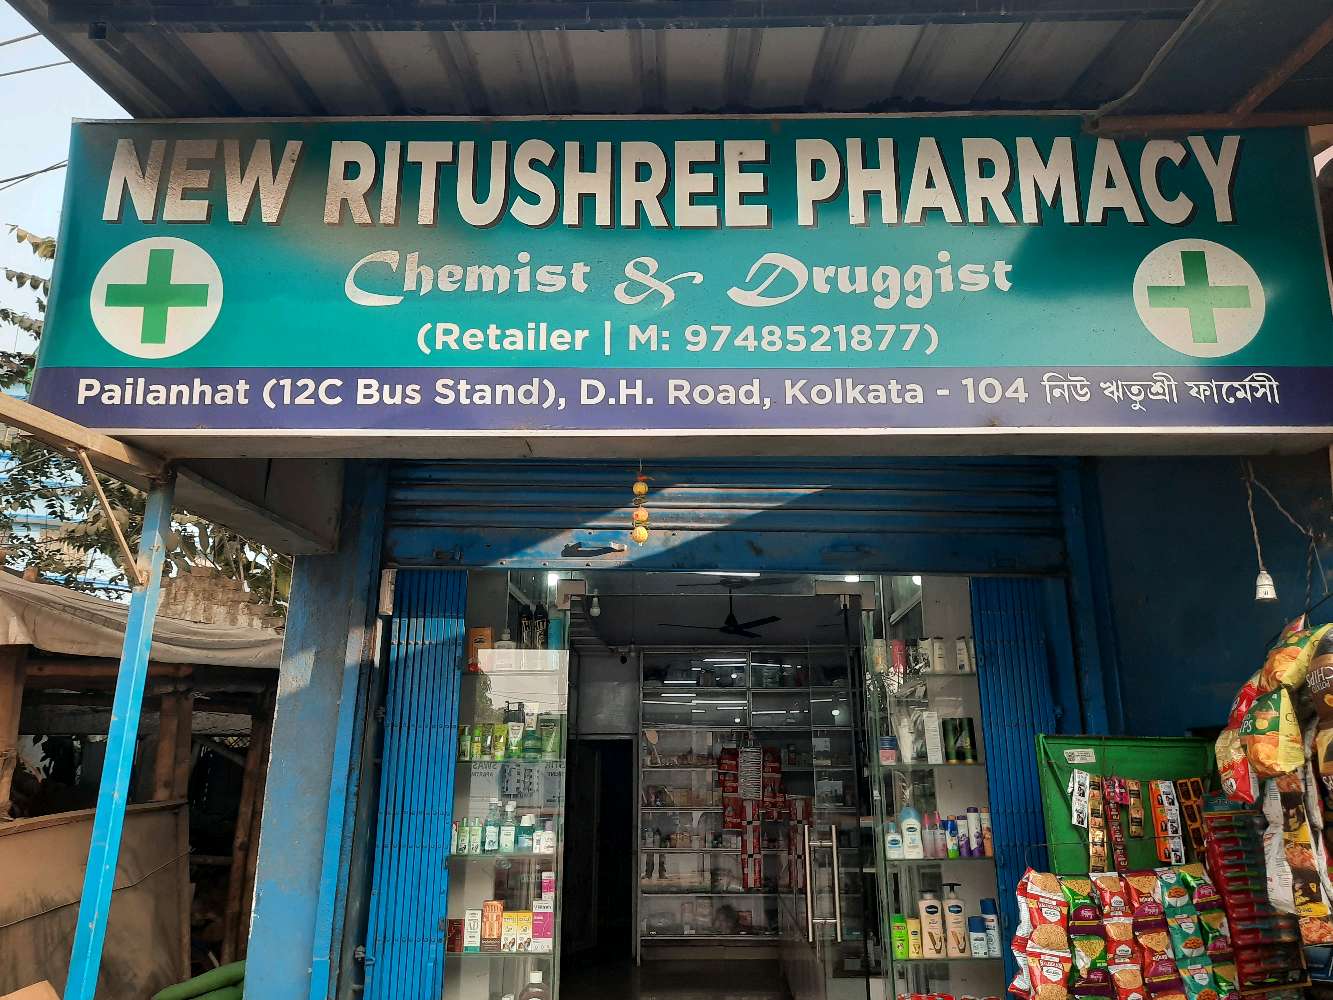 NEW RITUSHREE PHARMACY
Chemist & Druggist
(Retailer | M: 9748521877)
Pailanhat (12C Bus Stand), D.H. Road, Kolkata - 104 নিউ ঋতুশ্রী ফার্মেসী